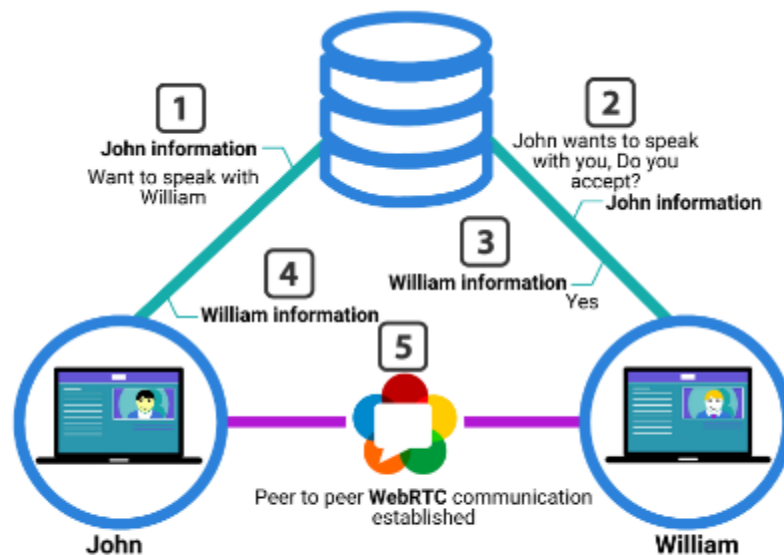 1
John information
Want to speak with
William
2
John wants to speak
with you, Do you
accept?
John information
3
William information
Yes
4
William information
5
Peer to peer WebRTC communication
established
John
William